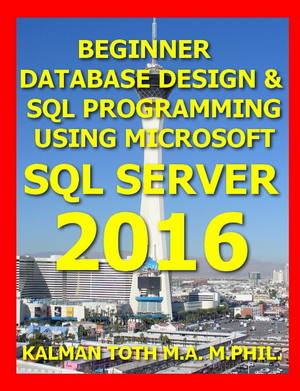 BEGINNER
DATABASE DESIGN &
SQL PROGRAMMING
USING MICROSOFT
SQL SERVER
2016
KALMAN TOTH M.A. M.PHIL.